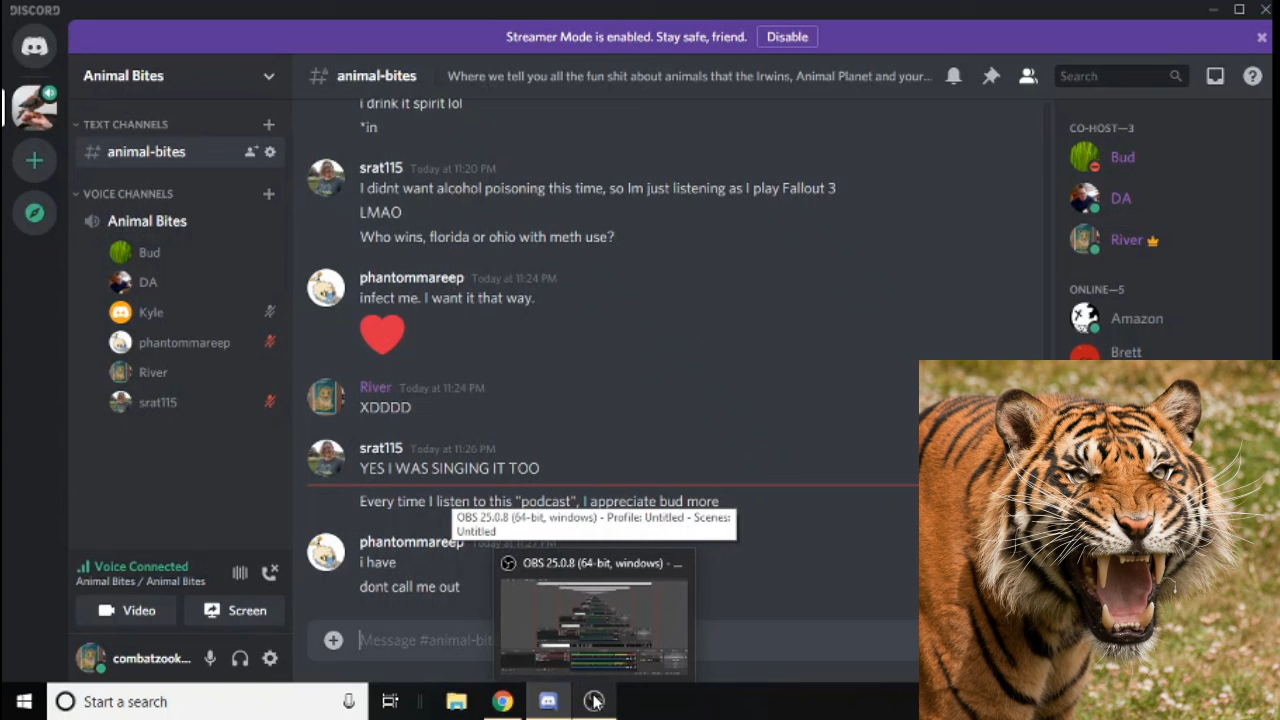 DISCORD
Streamer Mode is enabled. Stay safe, friend.
Disable
Animal Bites
animal-bites
Where we tell you all the fun shit about animals that the Irwins, Animal Planet and your...
Search
TEXT CHANNELS
animal-bites
VOICE CHANNELS
Animal Bites
Bud
DA
Kyle
phantommareep
River
srat115
Voice Connected
Animal Bites / Animal Bites
Video
Screen
combatzook...
i drink it spirit lol
*in
srat115 Today at 11:20 PM
I didnt want alcohol poisoning this time, so Im just listening as I play Fallout 3
LMAO
Who wins, florida or ohio with meth use?
phantommareep Today at 11:24 PM
infect me. I want it that way.
River Today at 11:24 PM
XDDDD
srat115 Today at 11:26 PM
YES I WAS SINGING IT TOO
Every time I listen to this "podcast", I appreciate bud more
OBS 25.0.8 (64-bit, windows) - Profile: Untitled - Scenes:
Untitled
phantommareep Today at 11:27 PM
i have
dont call me out
OBS 25.0.8 (64-bit, windows) - ...
Message #animal-bit
CO-HOST—3
Bud
DA
River
ONLINE—5
Amazon
Brett
Start a search